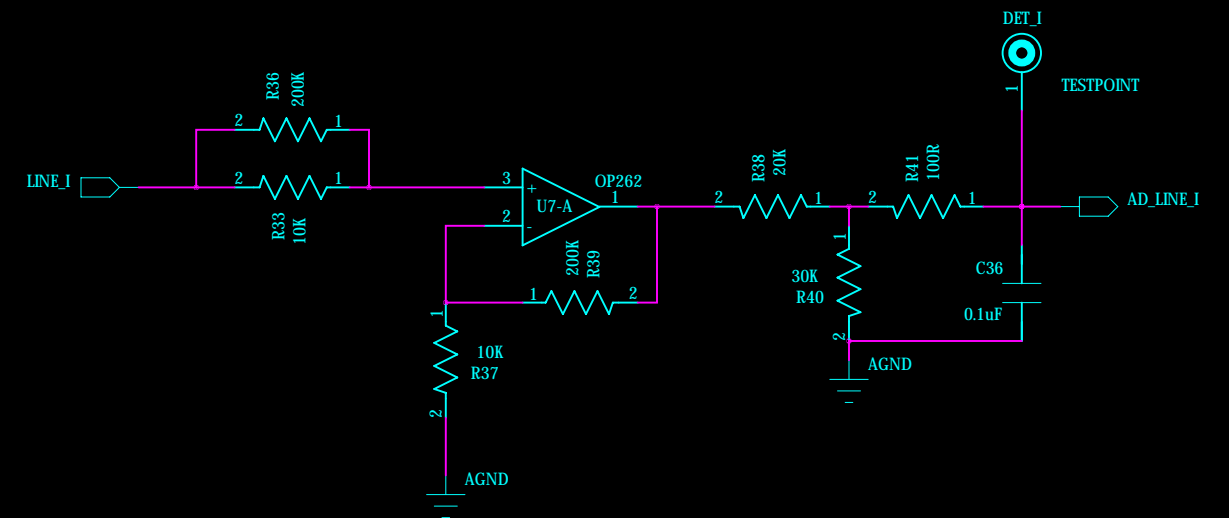 DET_I
1
TESTPOINT
R36
200K
2
1
LINE_I
2
1
R33
10K
3
+
OP262
1
U7-A
2
-
200K
R39
1
2
1
10K
R37
2
AGND
R38
20K
2
1
R41
100R
2
1
AD_LINE_I
1
30K
R40
2
AGND
C36
0.1uF